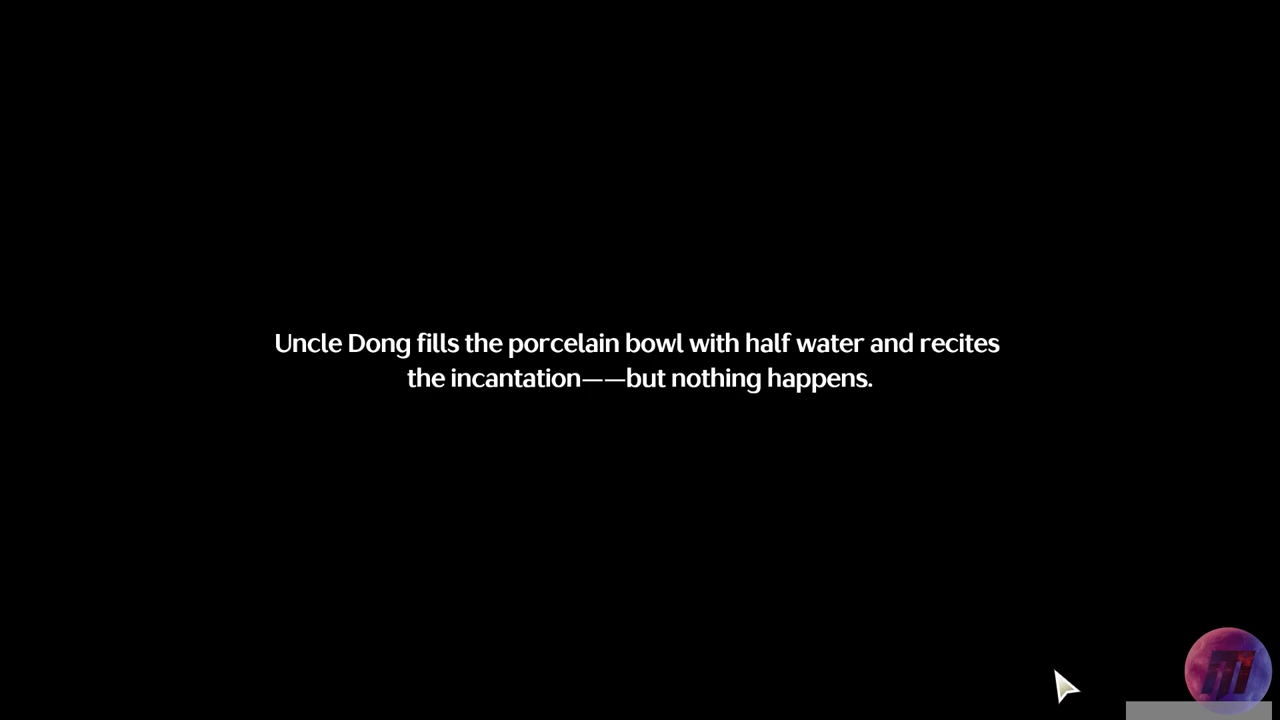 Uncle Dong fills the porcelain bowl with half water and recites
the incantation——but nothing happens.